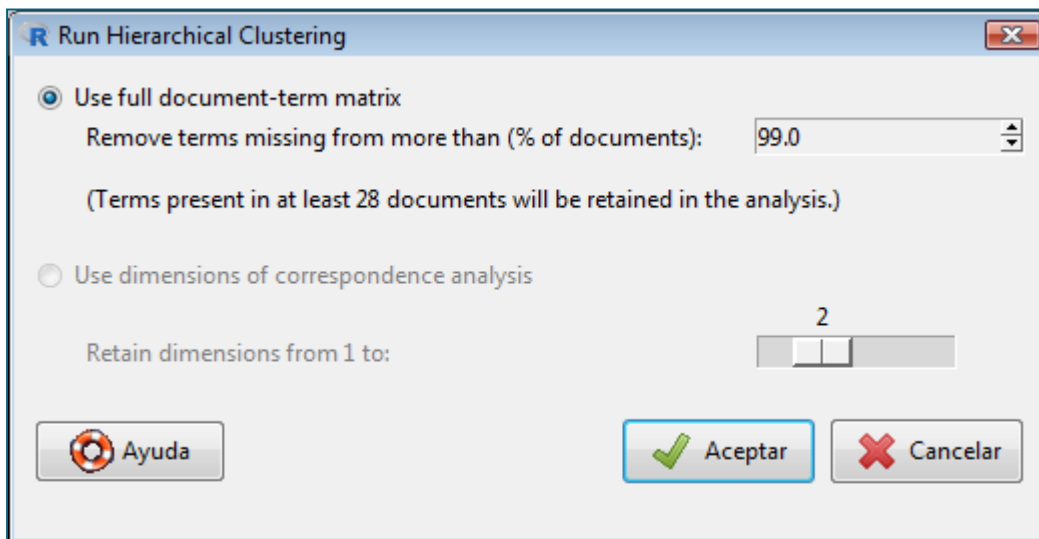 R Run Hierarchical Clustering
Use full document-term matrix
Remove terms missing from more than (% of documents): 99.0
(Terms present in at least 28 documents will be retained in the analysis.)
Use dimensions of correspondence analysis
2
Retain dimensions from 1 to:
Ayuda Aceptar Cancelar